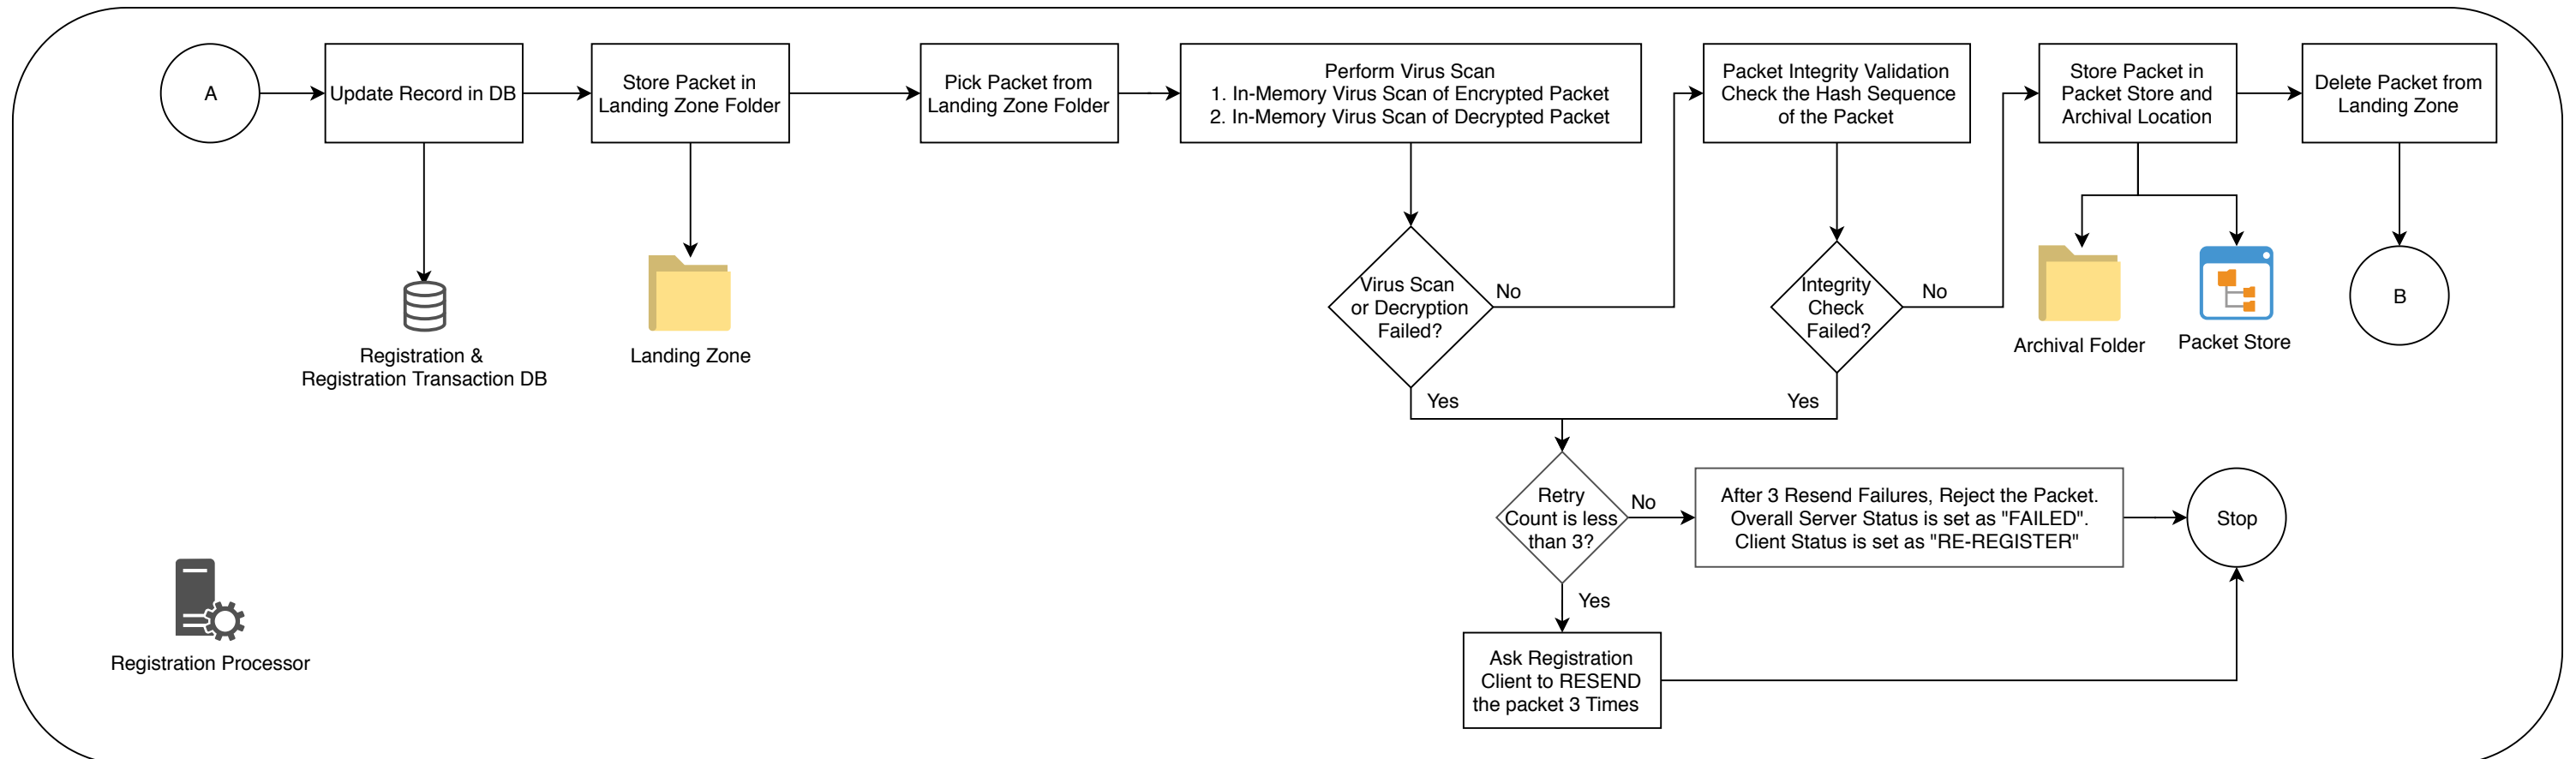 A
Update Record in DB
Store Packet in
Landing Zone Folder
Pick Packet from
Landing Zone Folder
Perform Virus Scan
1. In-Memory Virus Scan of Encrypted Packet
2. In-Memory Virus Scan of Decrypted Packet
Packet Integrity Validation
Check the Hash Sequence
of the Packet
Store Packet in
Packet Store and
Archival Location
Delete Packet from
Landing Zone
Registration &
Registration Transaction DB
Landing Zone
Virus Scan
or Decryption
Failed?
No
Yes
Integrity
Check
Failed?
No
Yes
Archival Folder
Packet Store
B
Retry
Count is less
than 3?
No
Yes
After 3 Resend Failures, Reject the Packet.
Overall Server Status is set as "FAILED".
Client Status is set as "RE-REGISTER"
Stop
Ask Registration
Client to RESEND
the packet 3 Times
Registration Processor